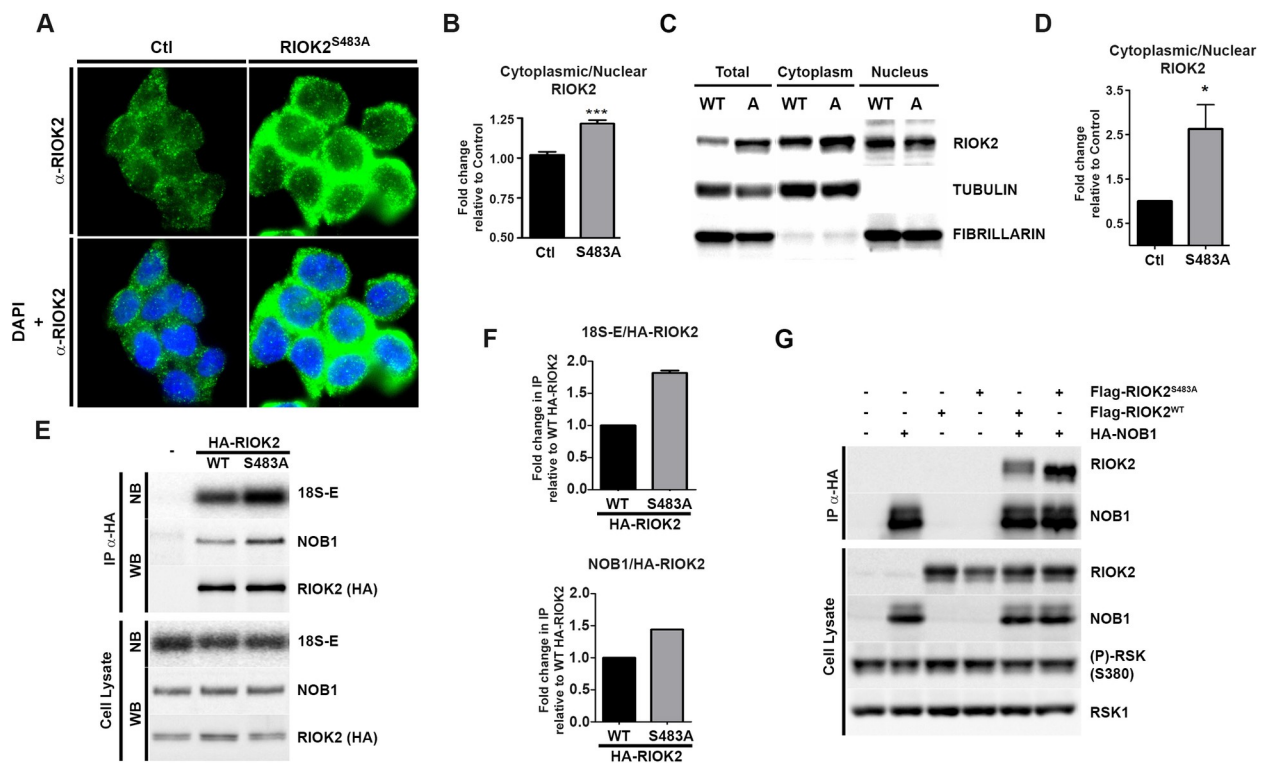 A
Ctl
RIOK2S483A
α-RIOK2
DAPI
+
α-RIOK2
B
Cytoplasmic/Nuclear
RIOK2
Fold change
relative to Control
1.25
1.00
0.75
0.50
***
Ctl
S483A
C
Total
Cytoplasm
Nucleus
WT A WT A WT A
RIOK2
TUBULIN
FIBRILLARIN
D
Cytoplasmic/Nuclear
RIOK2
Fold change
relative to Control
3.5
2.5
1.5
0.5
*
Ctl
S483A
E
HA-RIOK2
- WT S483A
IP α-HA
NB
WB
18S-E
NOB1
RIOK2 (HA)
Cell Lysate
NB
WB
18S-E
NOB1
RIOK2 (HA)
F
18S-E/HA-RIOK2
Fold change in IP
relative to WT HA-RIOK2
2.0
1.5
1.0
0.5
0.0
WT S483A
HA-RIOK2
NOB1/HA-RIOK2
Fold change in IP
relative to WT HA-RIOK2
2.0
1.5
1.0
0.5
0.0
WT S483A
HA-RIOK2
G
- - - + - + Flag-RIOK2S483A
- - + - + - Flag-RIOK2WT
- + - - + + HA-NOB1
IP α-HA
RIOK2
NOB1
Cell Lysate
RIOK2
NOB1
(P)-RSK
(S380)
RSK1